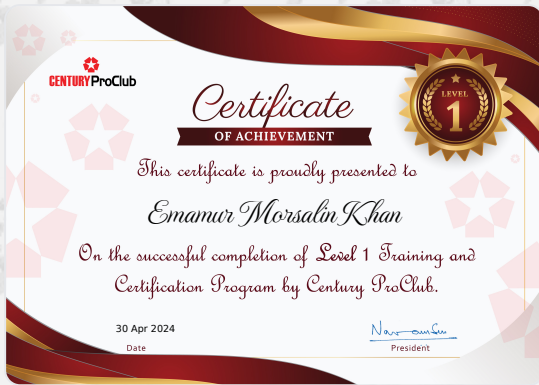 CENTURY ProClub
Certificate
OF ACHIEVEMENT
LEVEL
1
This certificate is proudly presented to
Emamur Morsalin Khan
On the successful completion of Level 1 Training and
Certification Program by Century ProClub.
30 Apr 2024
Date
President